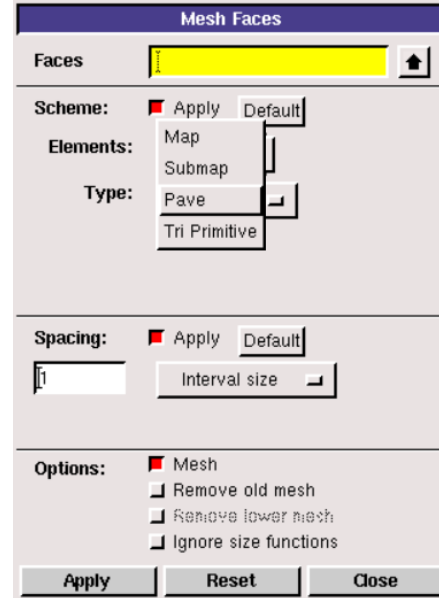 Mesh Faces
Faces
Scheme: Apply Default
Elements: Map
Submap
Type: Pave
Tri Primitive
Spacing: Apply Default
1 Interval size
Options: Mesh
Remove old mesh
Remove lower mesh
Ignore size functions
Apply Reset Close